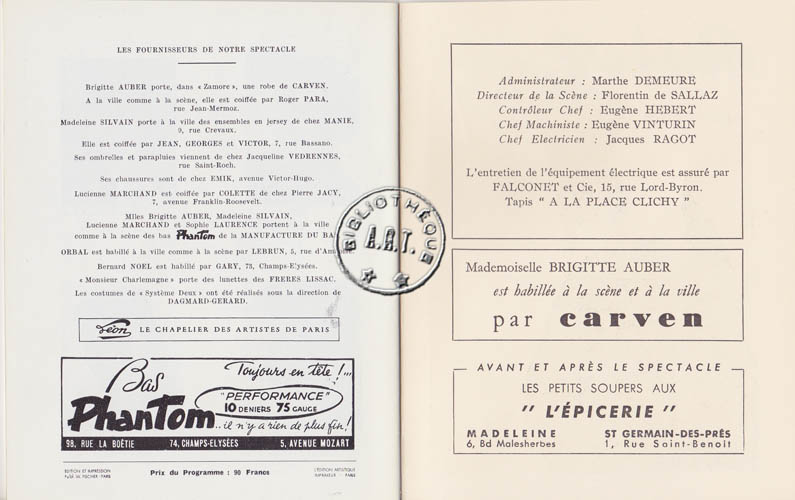 LES FOURNISSEURS DE NOTRE SPECTACLE
Brigitte AUBER porte, dans « Zamore », une robe de CARVEN.
A la ville comme à la scène, elle est coiffée par Roger PARA,
rue Jean-Mermoz.
Madeleine SILVAIN porte à la ville des ensembles en jersey de chez MANIE,
9, rue Crevaux.
Elle est coiffée par JEAN, GEORGES et VICTOR, 7, rue Bassano.
Ses ombrelles et parapluies viennent de chez Jacqueline VEDRENNES,
rue Saint-Roch.
Ses chaussures sont de chez EMIK, avenue Victor-Hugo.
Lucienne MARCHAND est coiffée par COLETTE de chez Pierre JACY,
7, avenue Franklin-Roosevelt.
Mlles Brigitte AUBER, Madeleine SILVAIN,
Lucienne MARCHAND et Sophie LAURENCE portent à la ville
comme à la scène des bas Phantom de la MANUFACTURE DU BA
ORBAL est habillé à la ville comme à la scène par LEBRUN, 5, rue d'Am
Bernard NOEL est habillé par GARY, 73, Champs-Elysées.
« Monsieur Charlemagne » porte des lunettes des FRERES LISSAC.
Les costumes de « Système Deux » ont été réalisés sous la direction de
DAGMARD-GERARD.
Léon LE CHAPELIER DES ARTISTES DE PARIS
Bas Phantom
Toujours en tête !...
"PERFORMANCE"
10 DENIERS 75 GAUGE
...il n'y a rien de plus fin!
98, RUE LA BOËTIE 74, CHAMPS-ELYSÉES 5, AVENUE MOZART
EDITION ET IMPRESSION
Prix du Programme : 90 Francs
L'ÉDITION ARTISTIQUE
IMPRIMEUR PARIS
BIBLIOTHÈQUE
A.R.T.
Administrateur : Marthe DEMEURE
Directeur de la Scène : Florentin de SALLAZ
Contrôleur Chef : Eugène HEBERT
Chef Machiniste : Eugène VINTURIN
Chef Electricien : Jacques RAGOT
L'entretien de l'équipement électrique est assuré par
FALCONET et Cie, 15, rue Lord-Byron.
Tapis " A LA PLACE CLICHY "
Mademoiselle BRIGITTE AUBER
est habillée à la scène et à la ville
par carven
AVANT ET APRÈS LE SPECTACLE
LES PETITS SOUPERS AUX
" L'ÉPICERIE "
MADELEINE ST GERMAIN-DES-PRÉS
6, Bd Malesherbes 1, Rue Saint-Benoit